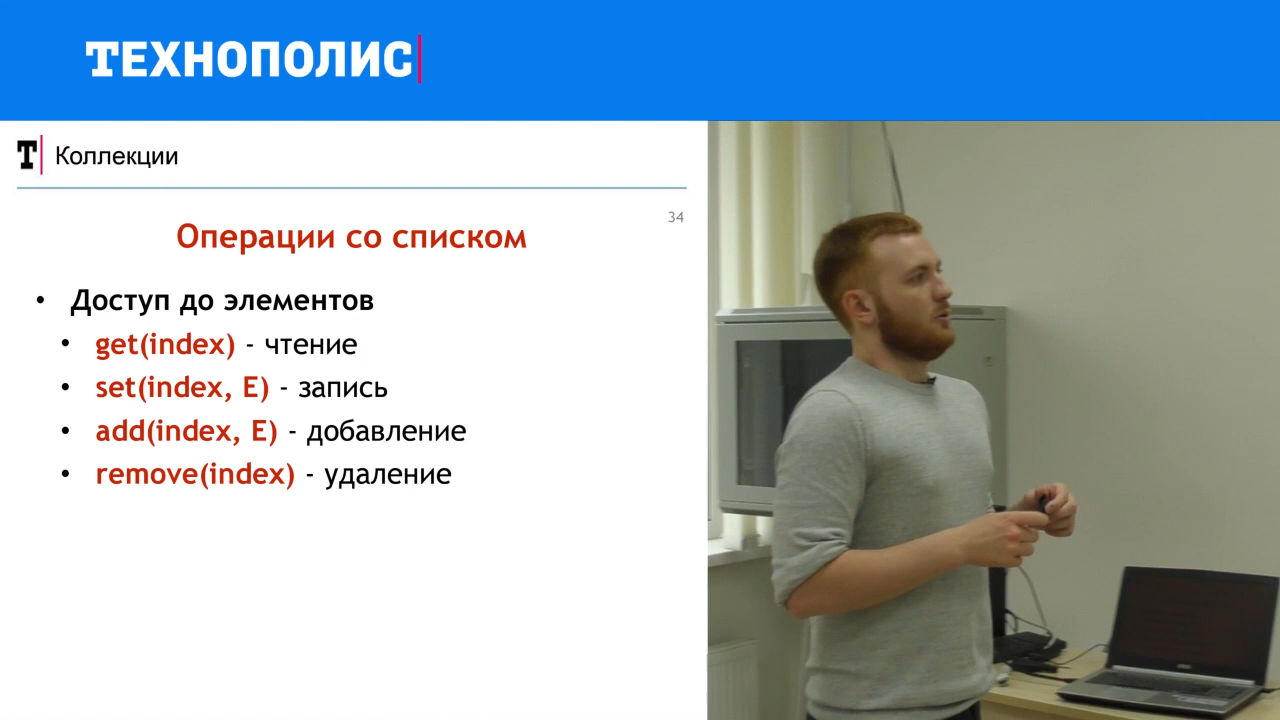 ТЕХНОПОЛИС
Т Коллекции
34
Операции со списком
• Доступ до элементов
• get(index) - чтение
• set(index, E) - запись
• add(index, E) - добавление
• remove(index) - удаление